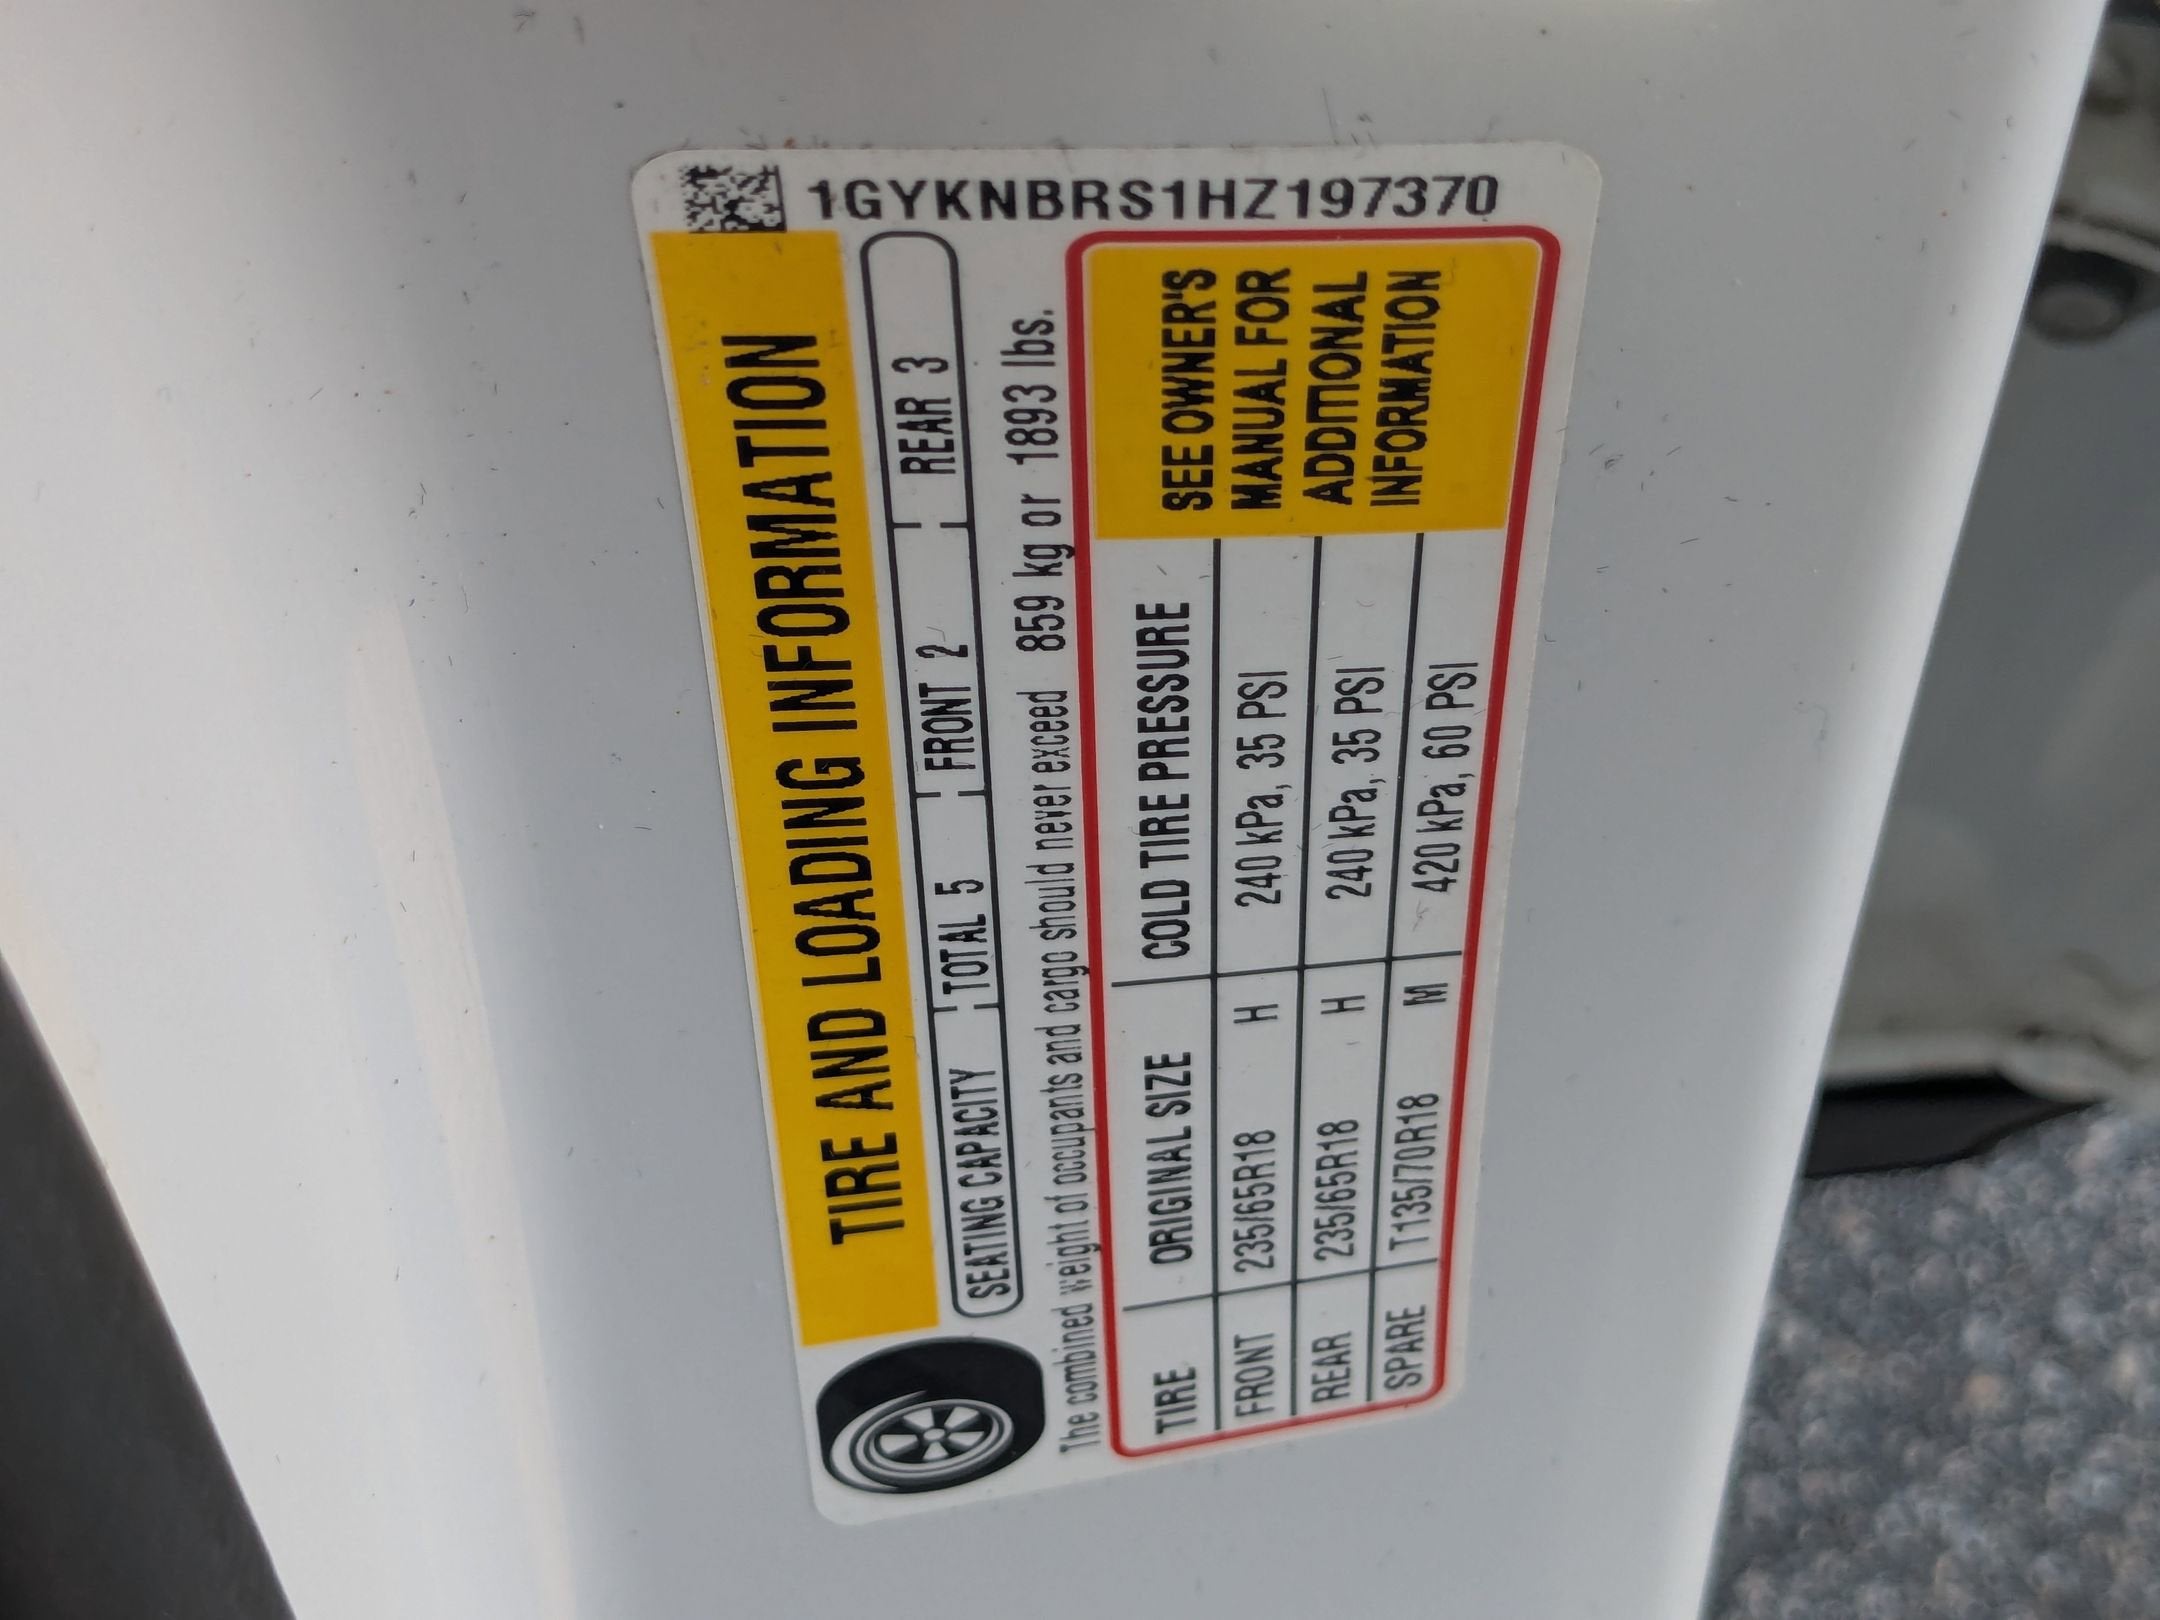 1GYKNBRS1HZ197370
TIRE AND LOADING INFORMATION
SEATING CAPACITY TOTAL 5 FRONT 2 REAR 3
The combined weight of occupants and cargo should never exceed 859 kg or 1893 lbs.
TIRE ORIGINAL SIZE COLD TIRE PRESSURE
FRONT 235/65R18 H 240 kPa, 35 PSI
REAR 235/65R18 H 240 kPa, 35 PSI
SPARE T135/70R18 M 420 kPa, 60 PSI
SEE OWNER'S
MANUAL FOR
ADDITIONAL
INFORMATION